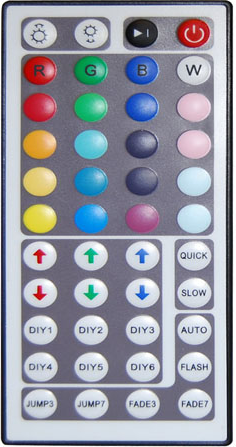 R G B W
QUICK
SLOW
DIY1 DIY2 DIY3 AUTO
DIY4 DIY5 DIY6 FLASH
JUMP3 JUMP7 FADE3 FADE7